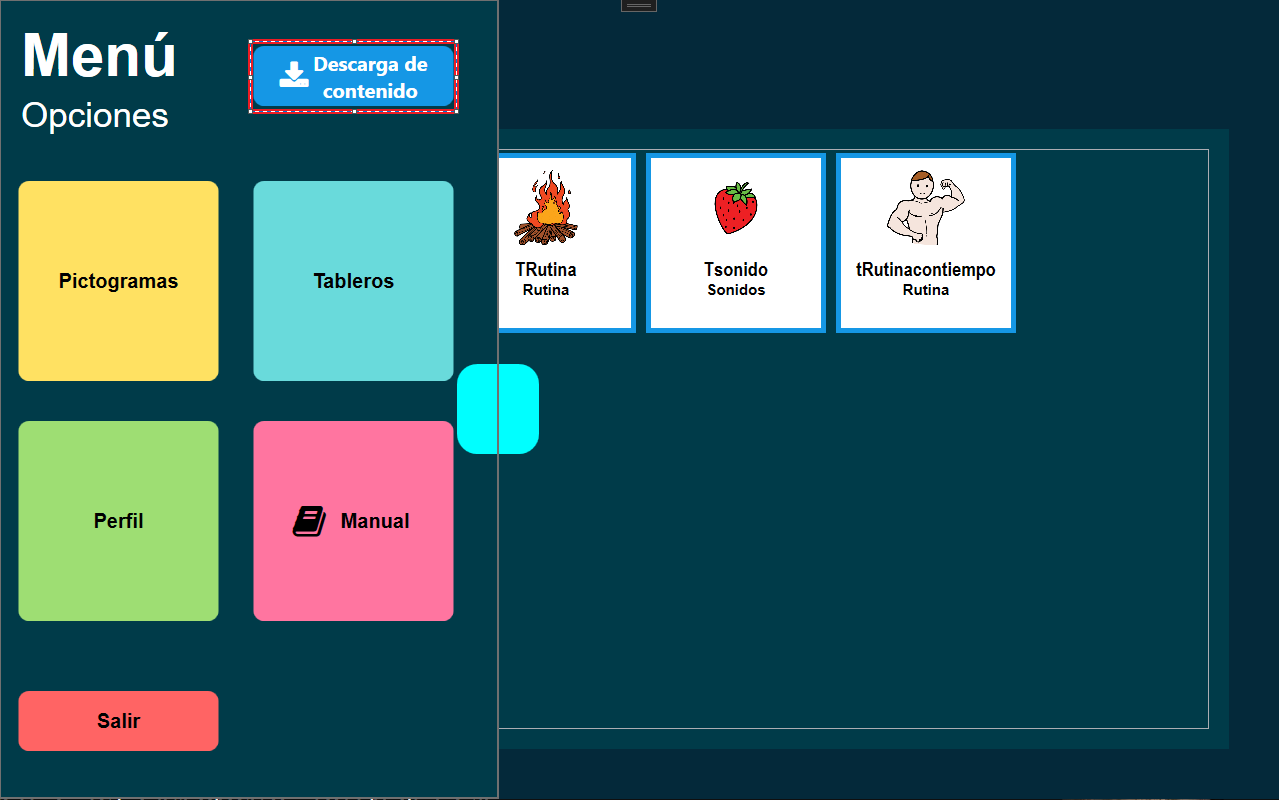 Menú
Opciones
Descarga de
contenido
Pictogramas
Tableros
Perfil
Manual
Salir
TRutina
Rutina
Tsonido
Sonidos
tRutinacontiempo
Rutina